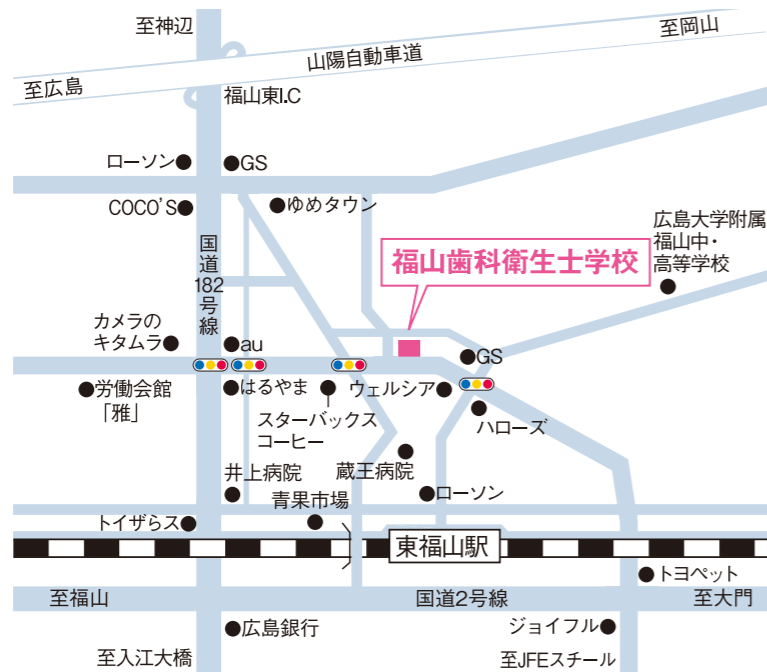 至神辺
至岡山
山陽自動車道
至広島
福山東I.C
ローソン
GS
COCO'S
ゆめタウン
広島大学附属
福山中・
高等学校
国道182号線
福山歯科衛生士学校
カメラの
キタムラ
au
GS
労働会館
「雅」
はるやま
スターバックス
コーヒー
ウェルシア
ハローズ
蔵王病院
井上病院
ローソン
青果市場
トイザらス
東福山駅
トヨペット
至福山
国道2号線
至大門
広島銀行
ジョイフル
至入江大橋
至JFEスチール